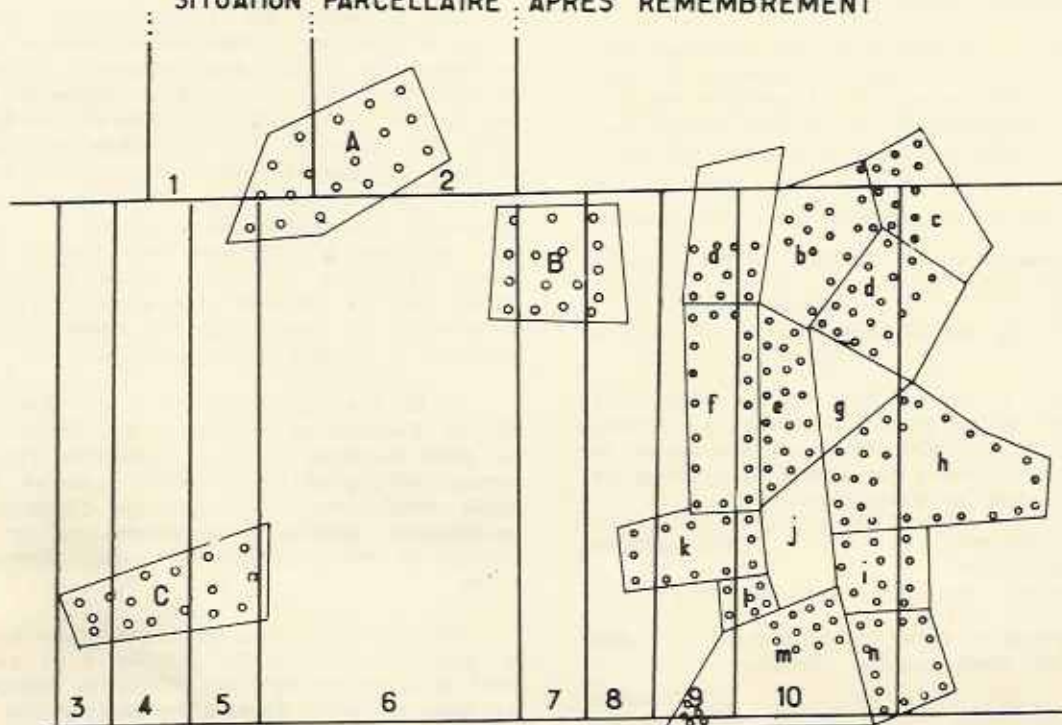 SITUATION PARCELLAIRE APRES REMEMBREMENT
A
1
2
c
d
b
B
d
f
e
g
h
j
k
C
i
l
m
n
3 4 5 6 7 8 9 10